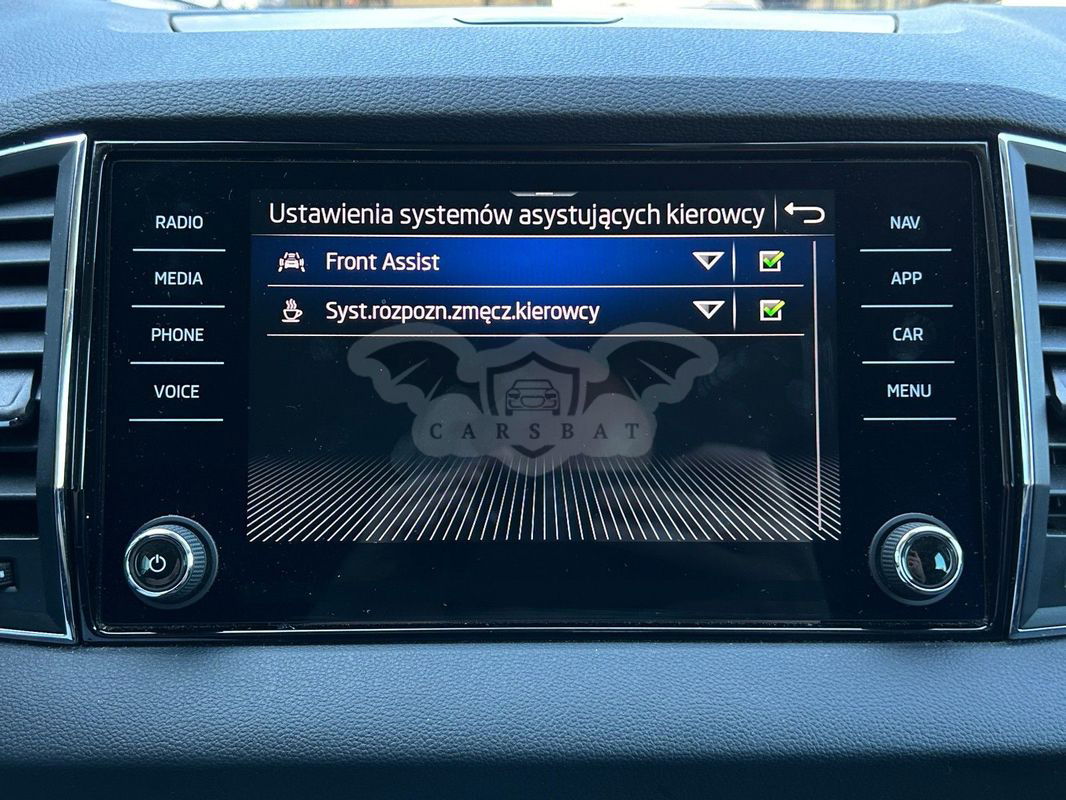 RADIO
MEDIA
PHONE
VOICE
Ustawienia systemów asystujących kierowcy
Front Assist
Syst.rozpozn.zmęcz.kierowcy
CARSBAT
NAV
APP
CAR
MENU